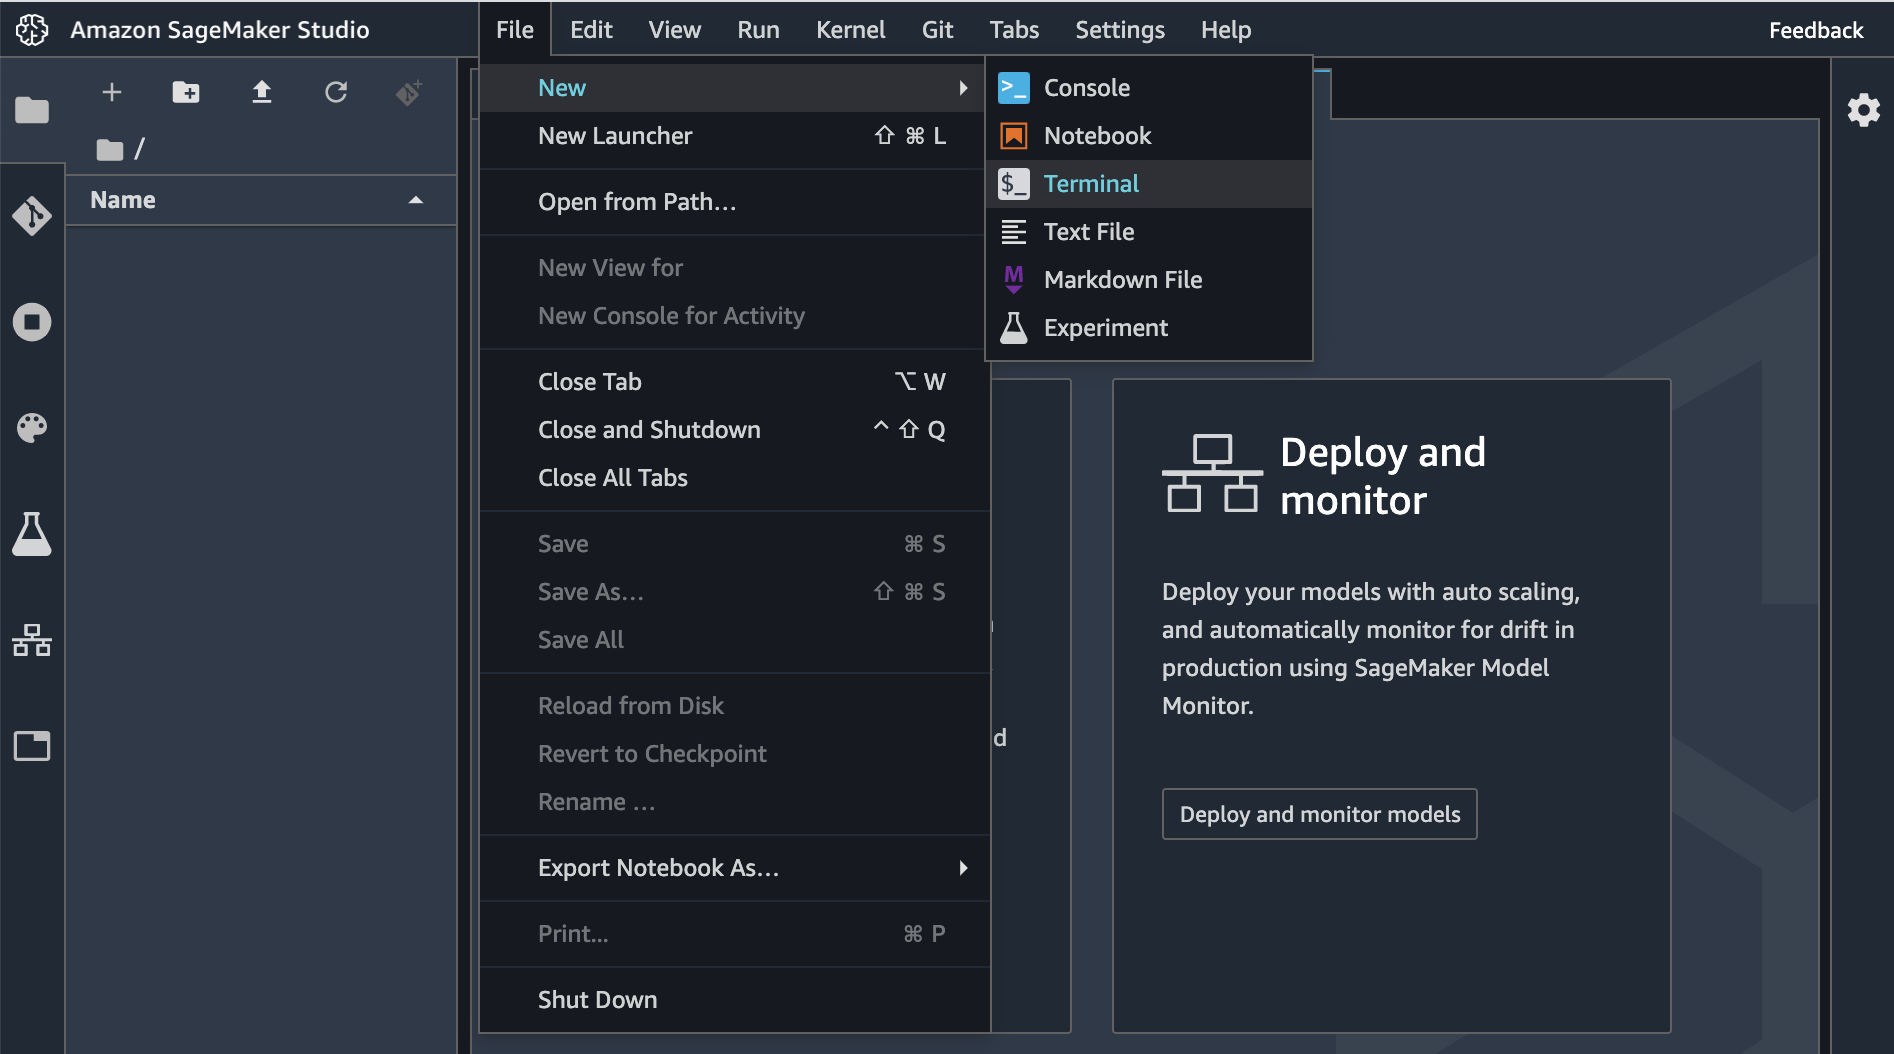 Amazon SageMaker Studio
File Edit View Run Kernel Git Tabs Settings Help
Feedback
/
Name
New
New Launcher ⇧ ⌘ L
Open from Path…
New View for
New Console for Activity
Close Tab ⌥ W
Close and Shutdown ^ ⇧ Q
Close All Tabs
Save ⌘ S
Save As… ⇧ ⌘ S
Save All
Reload from Disk
Revert to Checkpoint
Rename …
Export Notebook As…
Print... ⌘ P
Shut Down
>_ Console
Notebook
$_ Terminal
Text File
M Markdown File
Experiment
d
Deploy and
monitor
Deploy your models with auto scaling,
and automatically monitor for drift in
production using SageMaker Model
Monitor.
Deploy and monitor models